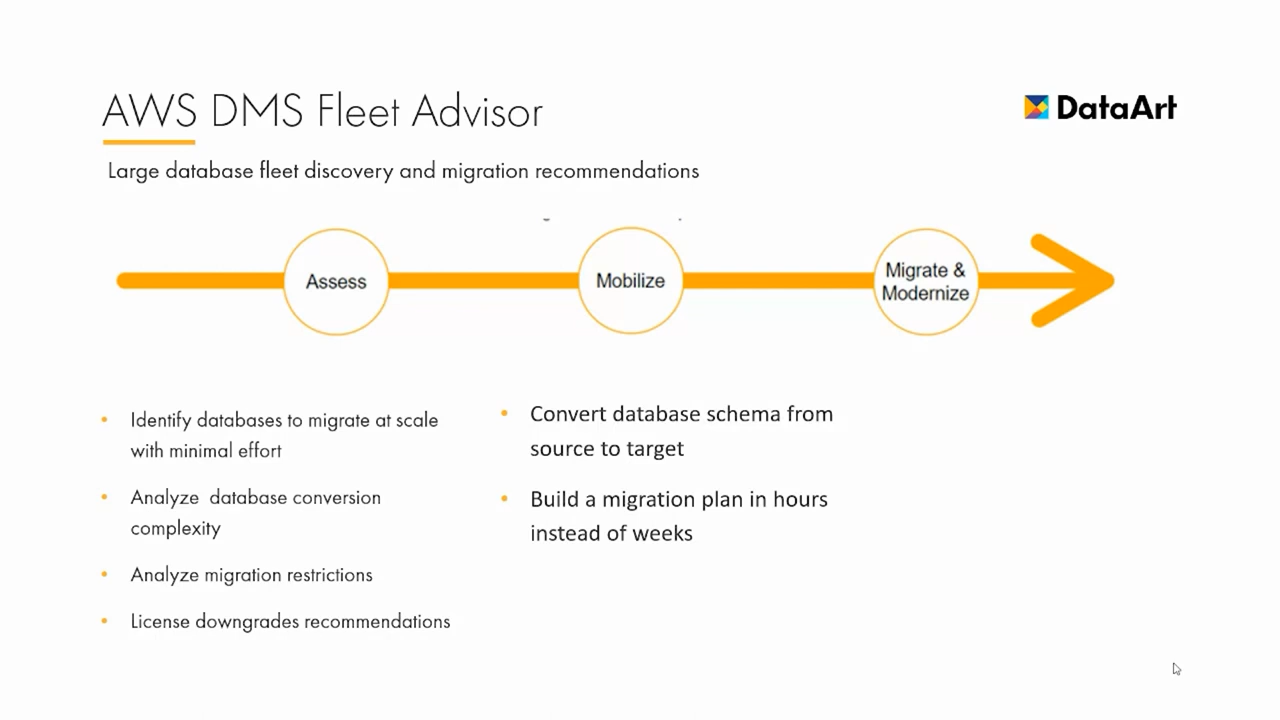 AWS DMS Fleet Advisor
DataArt
Large database fleet discovery and migration recommendations
Assess
Mobilize
Migrate &
Modernize
• Identify databases to migrate at scale
with minimal effort
• Analyze database conversion
complexity
• Analyze migration restrictions
• License downgrades recommendations
• Convert database schema from
source to target
• Build a migration plan in hours
instead of weeks